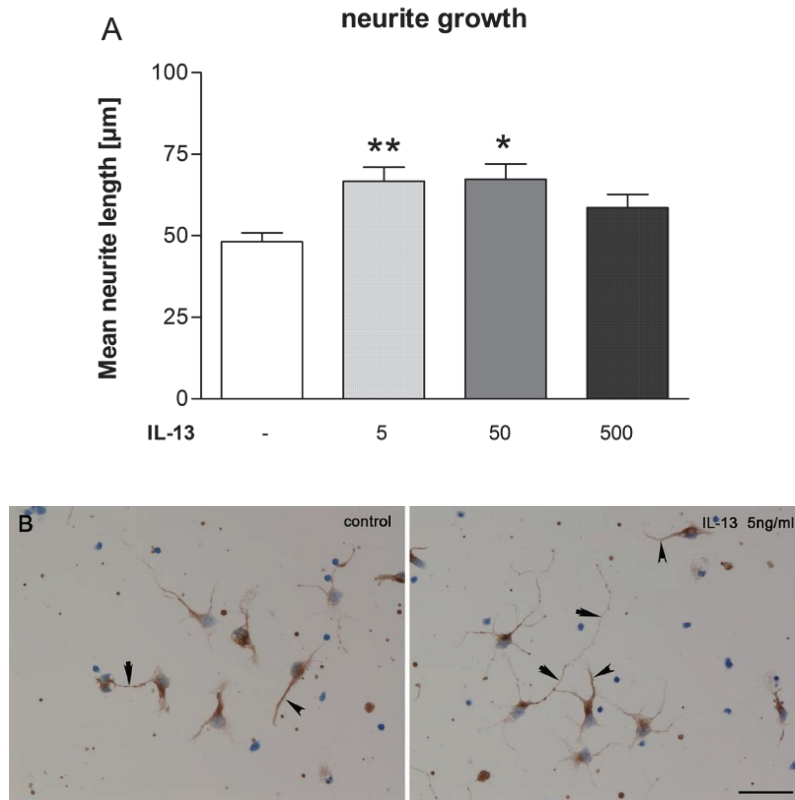 A
neurite growth
Mean neurite length [µm]
100
75
50
25
0
** *
IL-13 - 5 50 500
B control
IL-13 5ng/ml